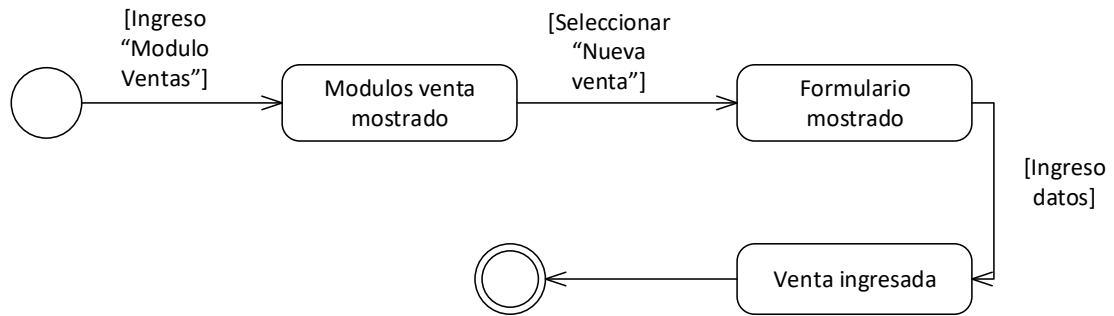 [Ingreso
“Modulo
Ventas”]
Modulos venta
mostrado
[Seleccionar
“Nueva
venta”]
Formulario
mostrado
[Ingreso
datos]
Venta ingresada